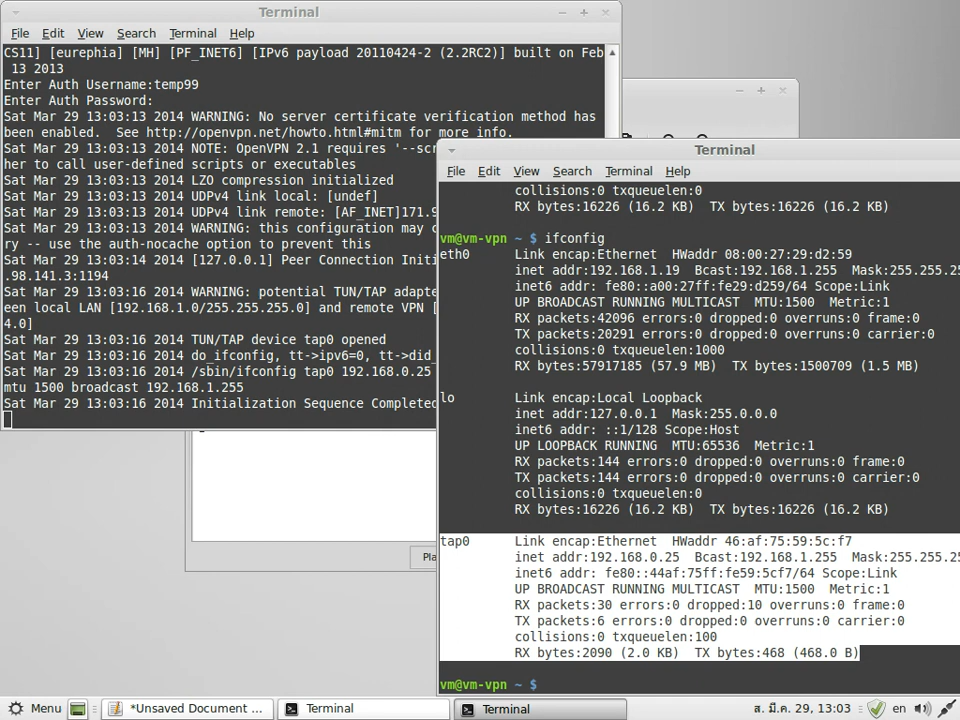 Terminal
File Edit View Search Terminal Help
CS11] [eurephia] [MH] [PF_INET6] [IPv6 payload 20110424-2 (2.2RC2)] built on Feb
13 2013
Enter Auth Username:temp99
Enter Auth Password:
Sat Mar 29 13:03:13 2014 WARNING: No server certificate verification method has
been enabled.  See http://openvpn.net/howto.html#mitm for more info.
Sat Mar 29 13:03:13 2014 NOTE: OpenVPN 2.1 requires '--scr
her to call user-defined scripts or executables
Sat Mar 29 13:03:13 2014 LZO compression initialized
Sat Mar 29 13:03:13 2014 UDPv4 link local: [undef]
Sat Mar 29 13:03:13 2014 UDPv4 link remote: [AF_INET]171.9
Sat Mar 29 13:03:13 2014 WARNING: this configuration may c
ry -- use the auth-nocache option to prevent this
Sat Mar 29 13:03:14 2014 [127.0.0.1] Peer Connection Initi
.98.141.3:1194
Sat Mar 29 13:03:16 2014 WARNING: potential TUN/TAP adapte
een local LAN [192.168.1.0/255.255.255.0] and remote VPN [
4.0]
Sat Mar 29 13:03:16 2014 TUN/TAP device tap0 opened
Sat Mar 29 13:03:16 2014 do_ifconfig, tt->ipv6=0, tt->did_
Sat Mar 29 13:03:16 2014 /sbin/ifconfig tap0 192.168.0.25
mtu 1500 broadcast 192.168.1.255
Sat Mar 29 13:03:16 2014 Initialization Sequence Completed
Terminal
File Edit View Search Terminal Help
collisions:0 txqueuelen:0
RX bytes:16226 (16.2 KB)  TX bytes:16226 (16.2 KB)
vm@vm-vpn ~ $ ifconfig
eth0 Link encap:Ethernet  HWaddr 08:00:27:29:d2:59
inet addr:192.168.1.19  Bcast:192.168.1.255  Mask:255.255.25
inet6 addr: fe80::a00:27ff:fe29:d259/64 Scope:Link
UP BROADCAST RUNNING MULTICAST  MTU:1500  Metric:1
RX packets:42096 errors:0 dropped:0 overruns:0 frame:0
TX packets:20291 errors:0 dropped:0 overruns:0 carrier:0
collisions:0 txqueuelen:1000
RX bytes:57917185 (57.9 MB)  TX bytes:1500709 (1.5 MB)
lo Link encap:Local Loopback
inet addr:127.0.0.1  Mask:255.0.0.0
inet6 addr: ::1/128 Scope:Host
UP LOOPBACK RUNNING  MTU:65536  Metric:1
RX packets:144 errors:0 dropped:0 overruns:0 frame:0
TX packets:144 errors:0 dropped:0 overruns:0 carrier:0
collisions:0 txqueuelen:0
RX bytes:16226 (16.2 KB)  TX bytes:16226 (16.2 KB)
tap0 Link encap:Ethernet  HWaddr 46:af:75:59:5c:f7
inet addr:192.168.0.25  Bcast:192.168.1.255  Mask:255.255.25
inet6 addr: fe80::44af:75ff:fe59:5cf7/64 Scope:Link
UP BROADCAST RUNNING MULTICAST  MTU:1500  Metric:1
RX packets:30 errors:0 dropped:10 overruns:0 frame:0
TX packets:6 errors:0 dropped:0 overruns:0 carrier:0
collisions:0 txqueuelen:100
RX bytes:2090 (2.0 KB)  TX bytes:468 (468.0 B)
vm@vm-vpn ~ $
Pla
Menu *Unsaved Document ... Terminal Terminal ส. มี.ค. 29, 13:03 en